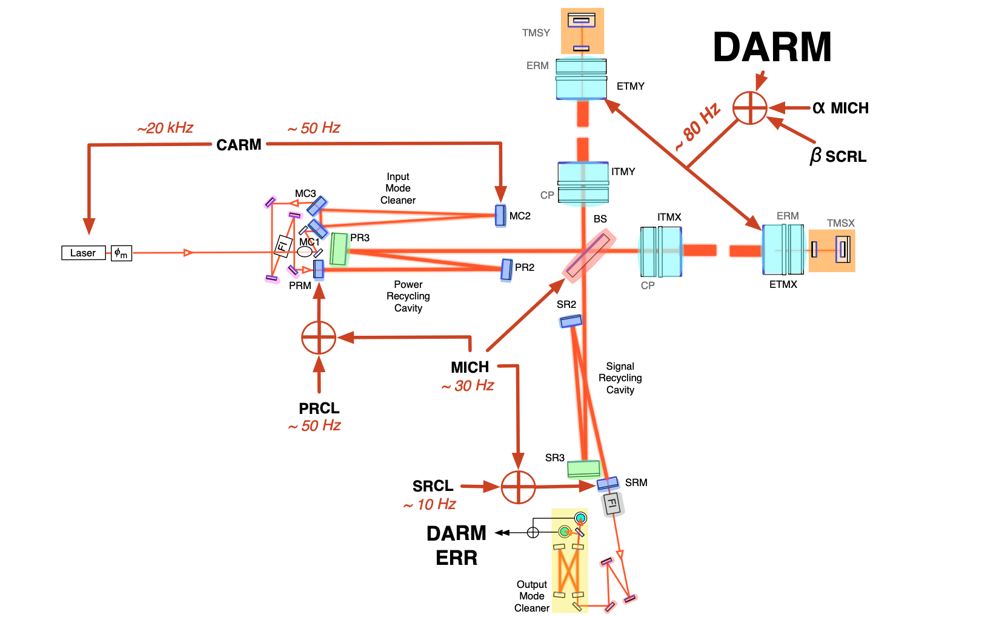 TMSY
DARM
ERM
ETMY
~ 80 Hz
α MICH
β SCRL
~20 kHz
~ 50 Hz
CARM
Input
Mode
Cleaner
ITMY
CP
MC3
MC2
BS
ITMX
ERM
TMSX
Laser
ϕm
FI
MC1
PR3
PR2
PRM
CP
ETMX
Power
Recycling
Cavity
SR2
MICH
~ 30 Hz
Signal
Recycling
Cavity
PRCL
~ 50 Hz
SR3
SRM
SRCL
~ 10 Hz
FI
DARM
ERR
Output
Mode
Cleaner